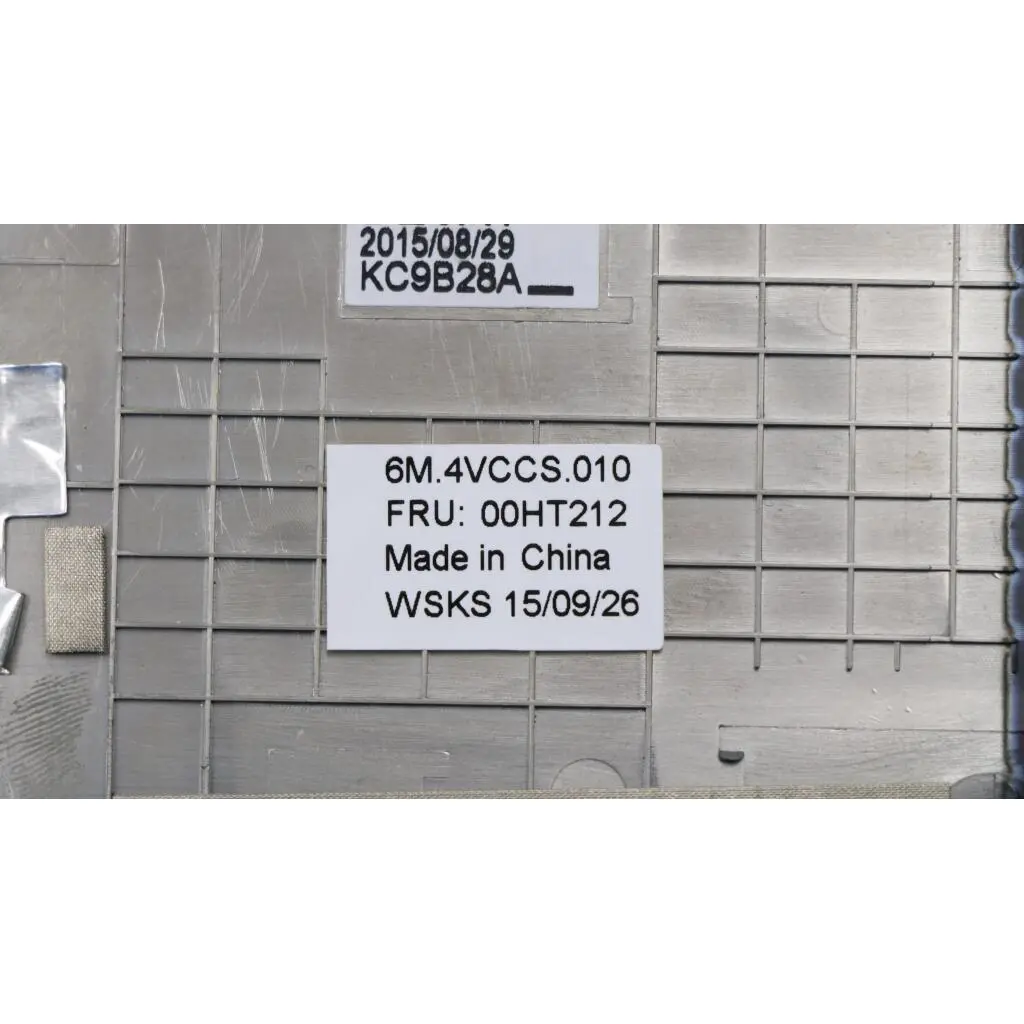 2015/08/29
KC9B28A
6M.4VCCS.010
FRU: 00HT212
Made in China
WSKS 15/09/26